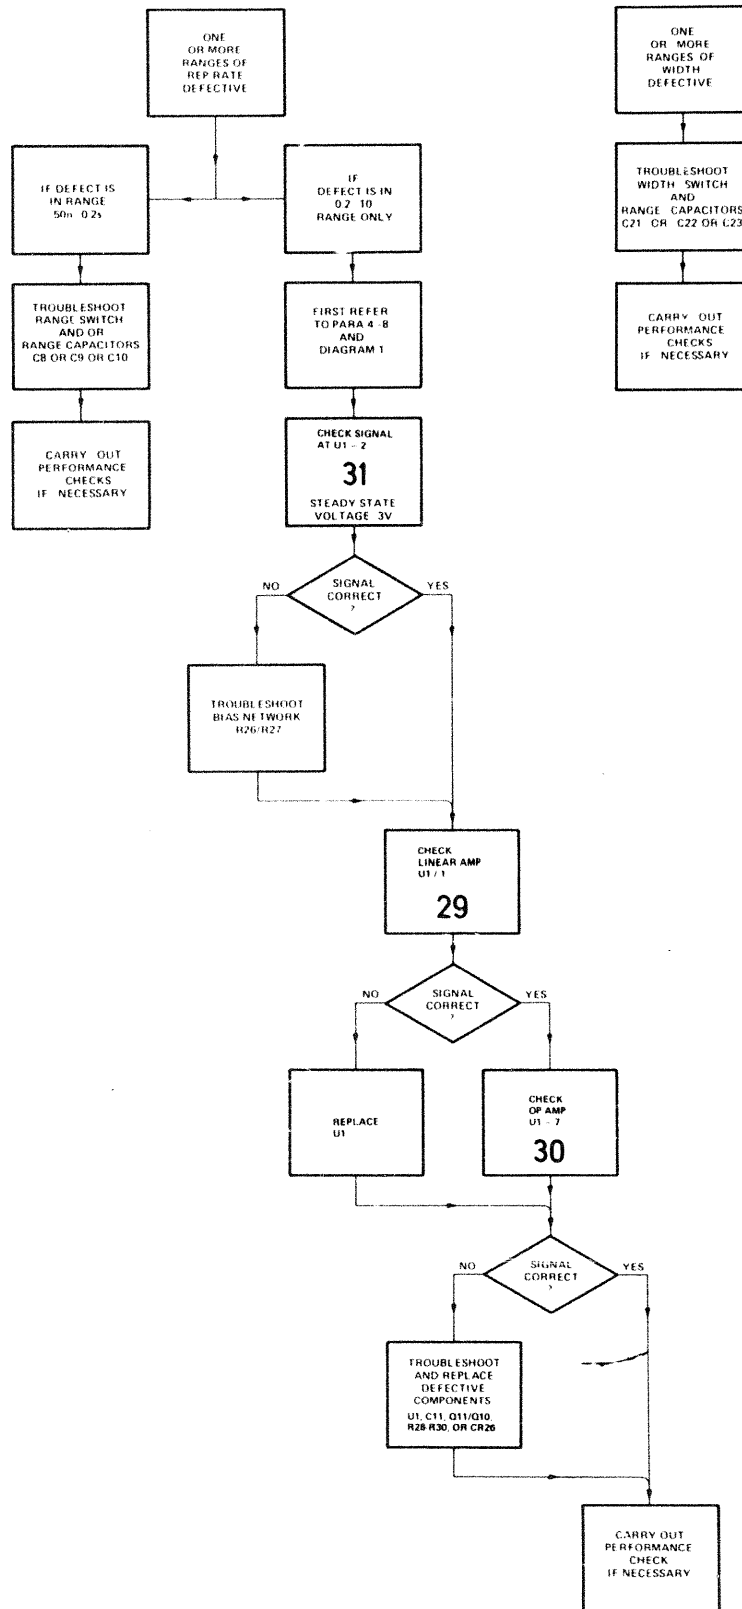 ONE
OR MORE
RANGES OF
REP RATE
DEFECTIVE
ONE
OR MORE
RANGES OF
WIDTH
DEFECTIVE
IF DEFECT IS
IN RANGE
50n 0.2s
IF
DEFECT IS IN
0.2 10
RANGE ONLY
TROUBLESHOOT
WIDTH SWITCH
AND
RANGE CAPACITORS
C21 OR C22 OR C23
TROUBLESHOOT
RANGE SWITCH
AND OR
RANGE CAPACITORS
C8 OR C9 OR C10
FIRST REFER
TO PARA 4-8
AND
DIAGRAM 1
CARRY OUT
PERFORMANCE
CHECKS
IF NECESSARY
CARRY OUT
PERFORMANCE
CHECKS
IF NECESSARY
CHECK SIGNAL
AT U1 - 2
31
STEADY STATE
VOLTAGE 3V
NO
SIGNAL
CORRECT
?
YES
TROUBLESHOOT
BIAS NETWORK
R26/R27
CHECK
LINEAR AMP
U1 / 1
29
NO
SIGNAL
CORRECT
?
YES
REPLACE
U1
CHECK
OP AMP
U1 - 7
30
NO
SIGNAL
CORRECT
?
YES
TROUBLESHOOT
AND REPLACE
DEFECTIVE
COMPONENTS
U1, C11, Q11/Q10,
R28-R30, OR CR26
CARRY OUT
PERFORMANCE
CHECK
IF NECESSARY